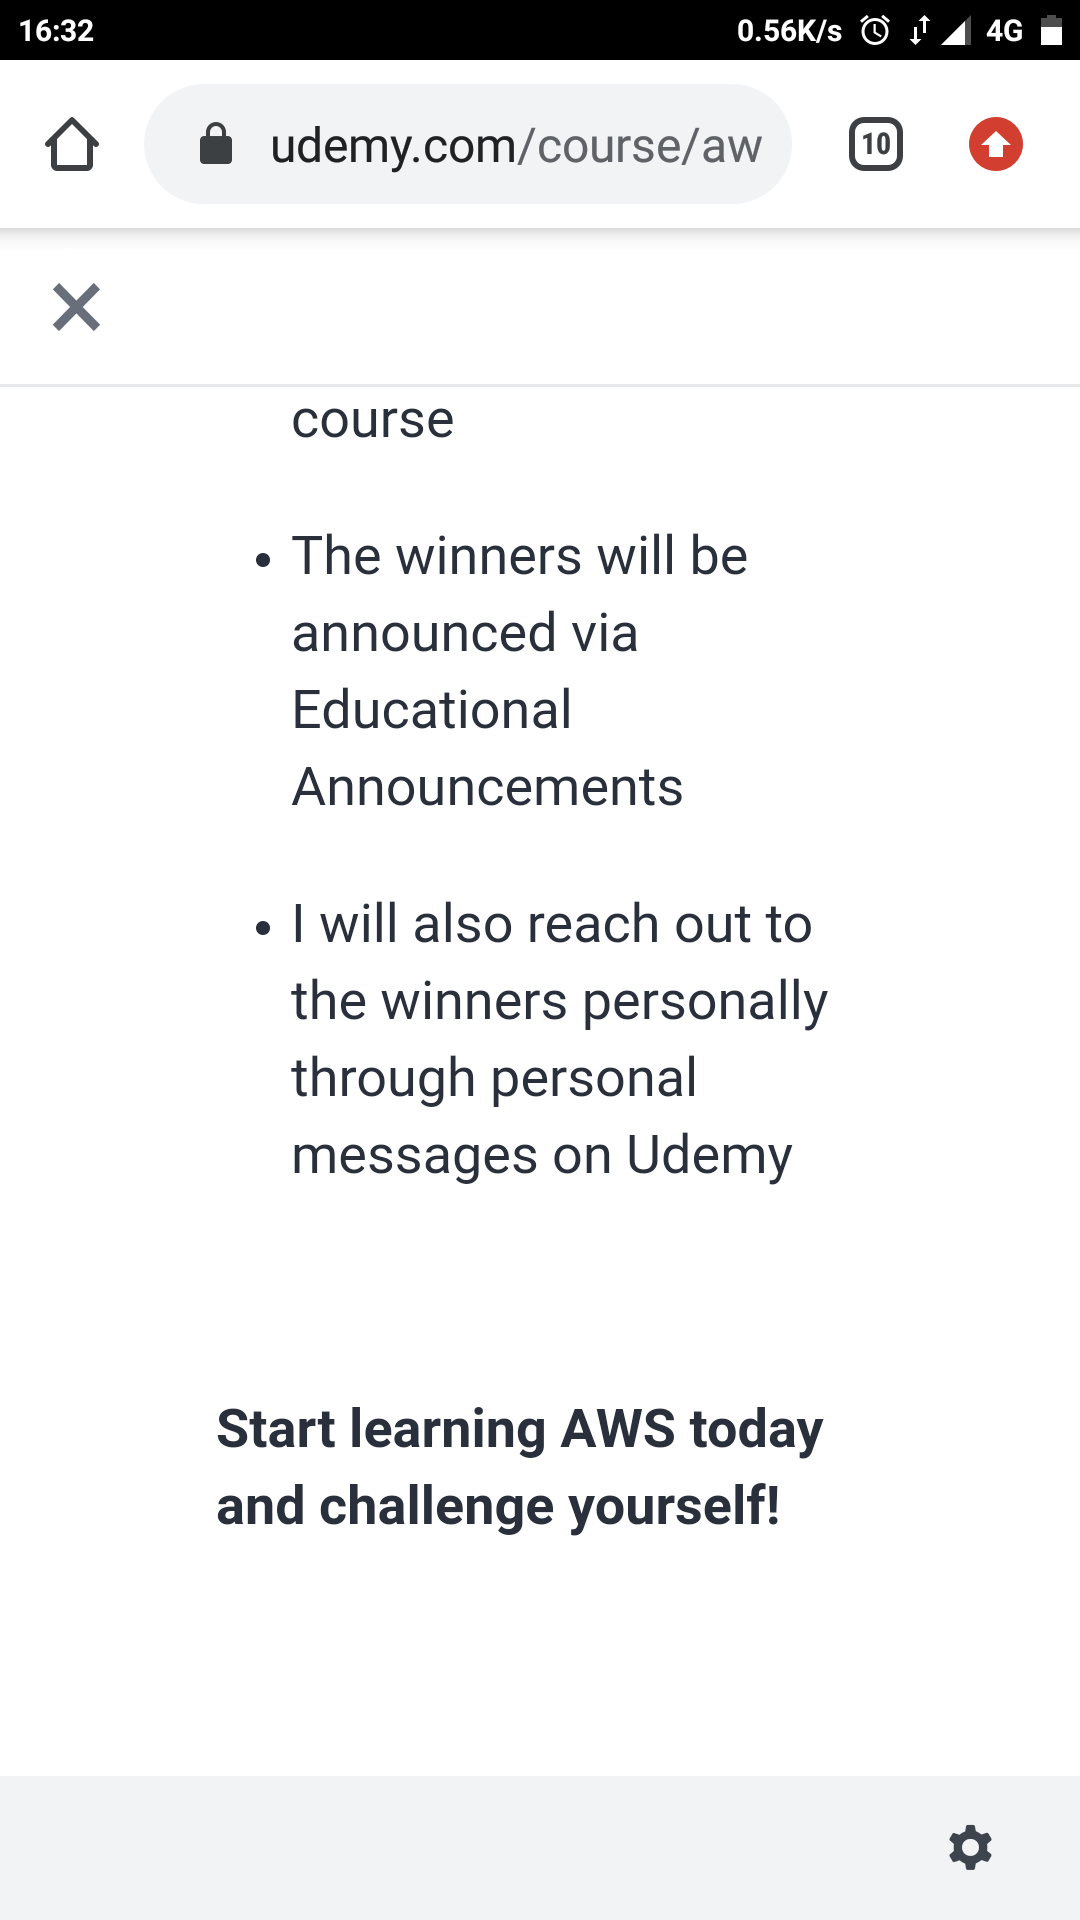 16:32
0.56K/s 4G
udemy.com/course/aw
10
course
• The winners will be
announced via
Educational
Announcements
• I will also reach out to
the winners personally
through personal
messages on Udemy
Start learning AWS today
and challenge yourself!